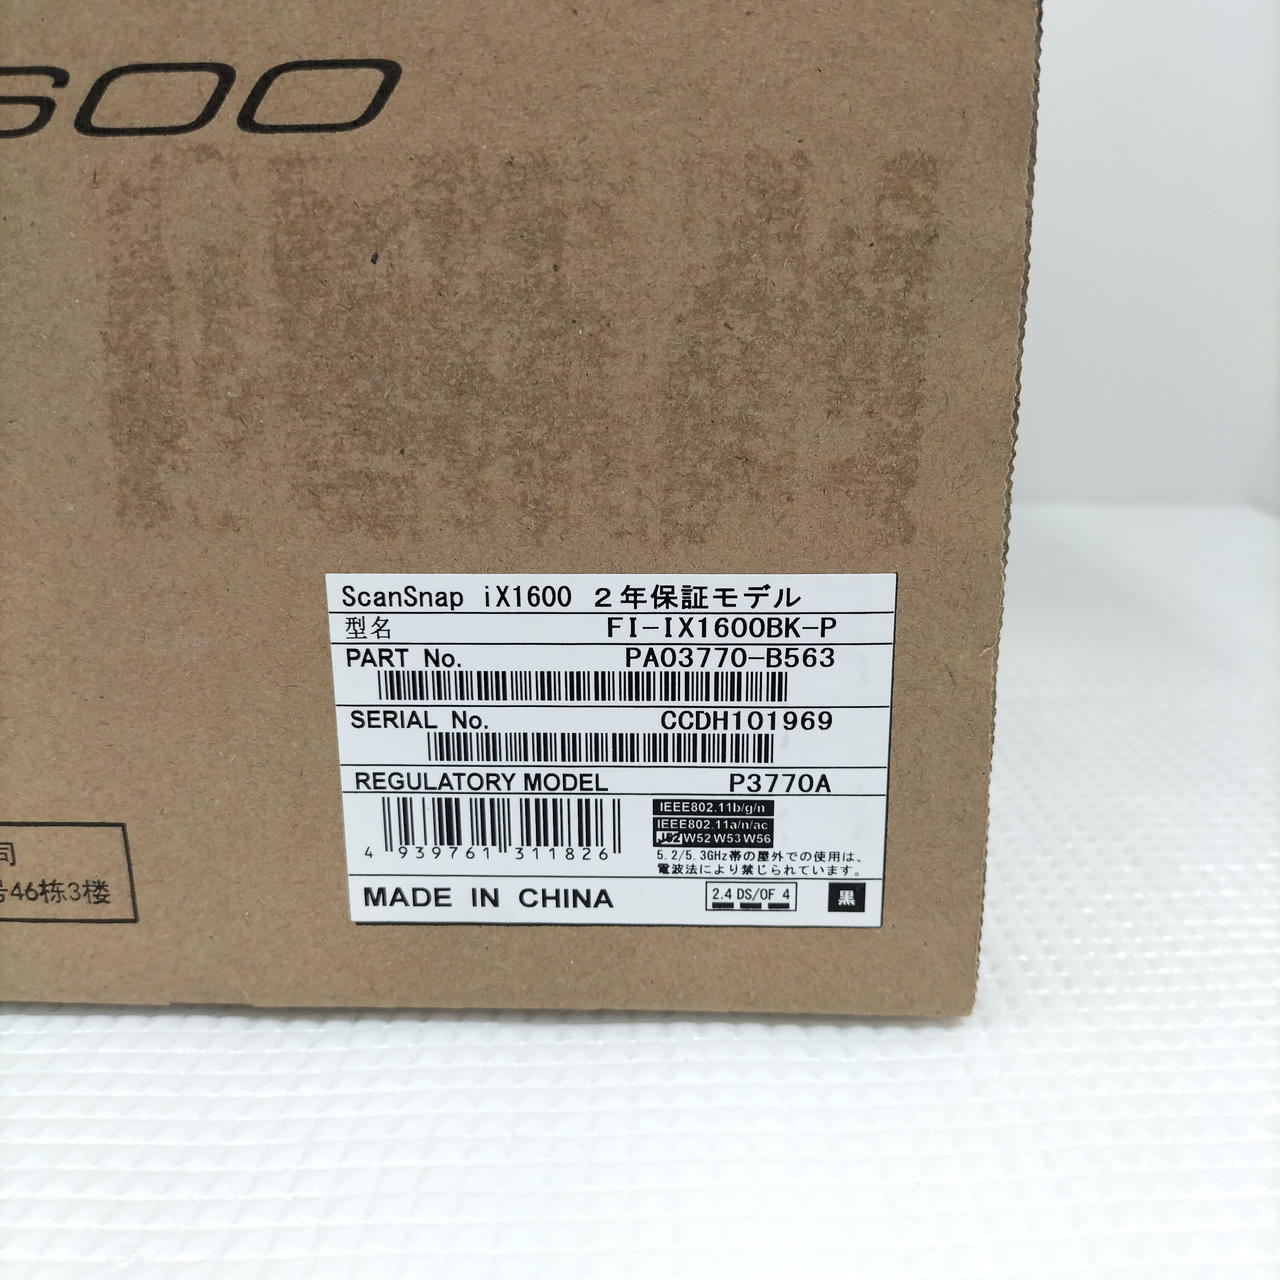 600
ScanSnap iX1600 2年保証モデル
型名 FI-IX1600BK-P
PART No. PA03770-B563
SERIAL No. CCDH101969
REGULATORY MODEL P3770A
4 939761 311826
IEEE802.11b/g/n
IEEE802.11a/n/ac
J52 W52 W53 W56
5.2/5.3GHz帯の屋外での使用は、
電波法により禁じられています。
MADE IN CHINA 2.4 DS/OF 4 黒
司
号46栋3楼